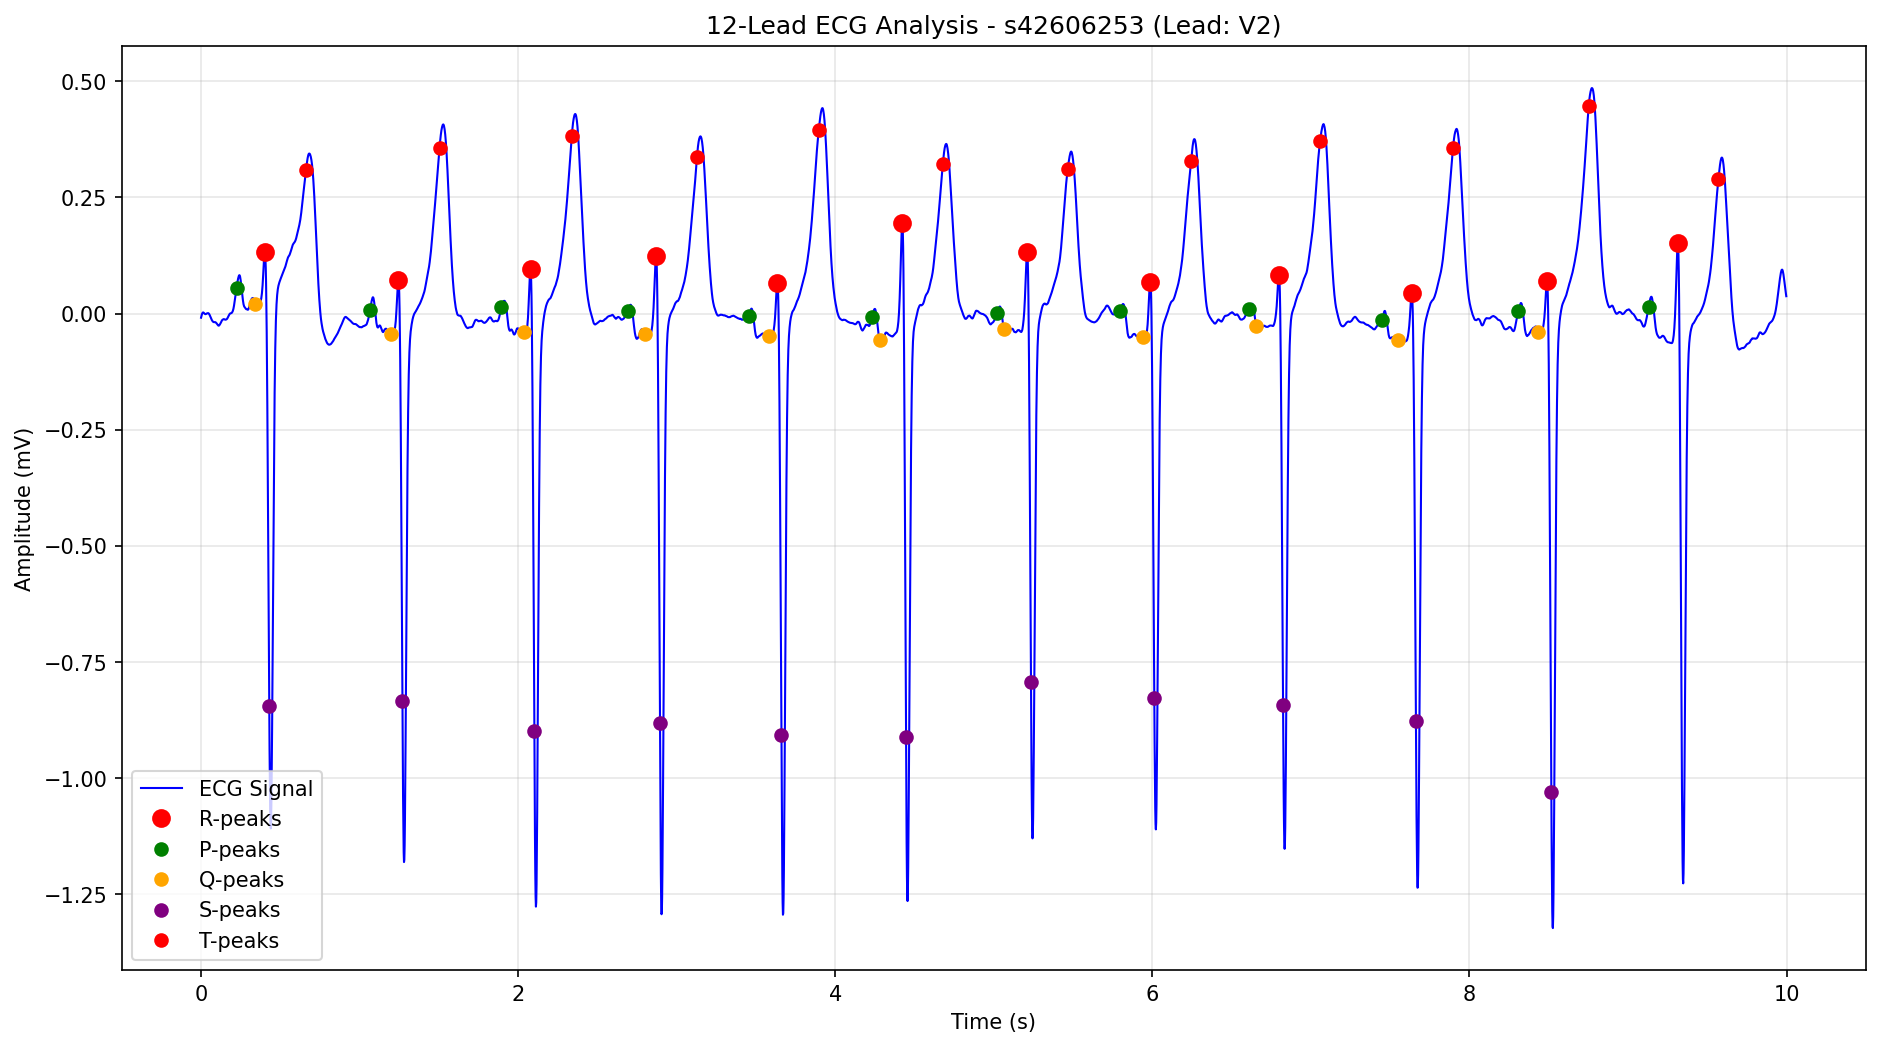 12-Lead ECG Analysis - s42606253 (Lead: V2)
Amplitude (mV)
0.50
0.25
0.00
−0.25
−0.50
−0.75
−1.00
−1.25
ECG Signal
R-peaks
P-peaks
Q-peaks
S-peaks
T-peaks
0 2 4 6 8 10
Time (s)